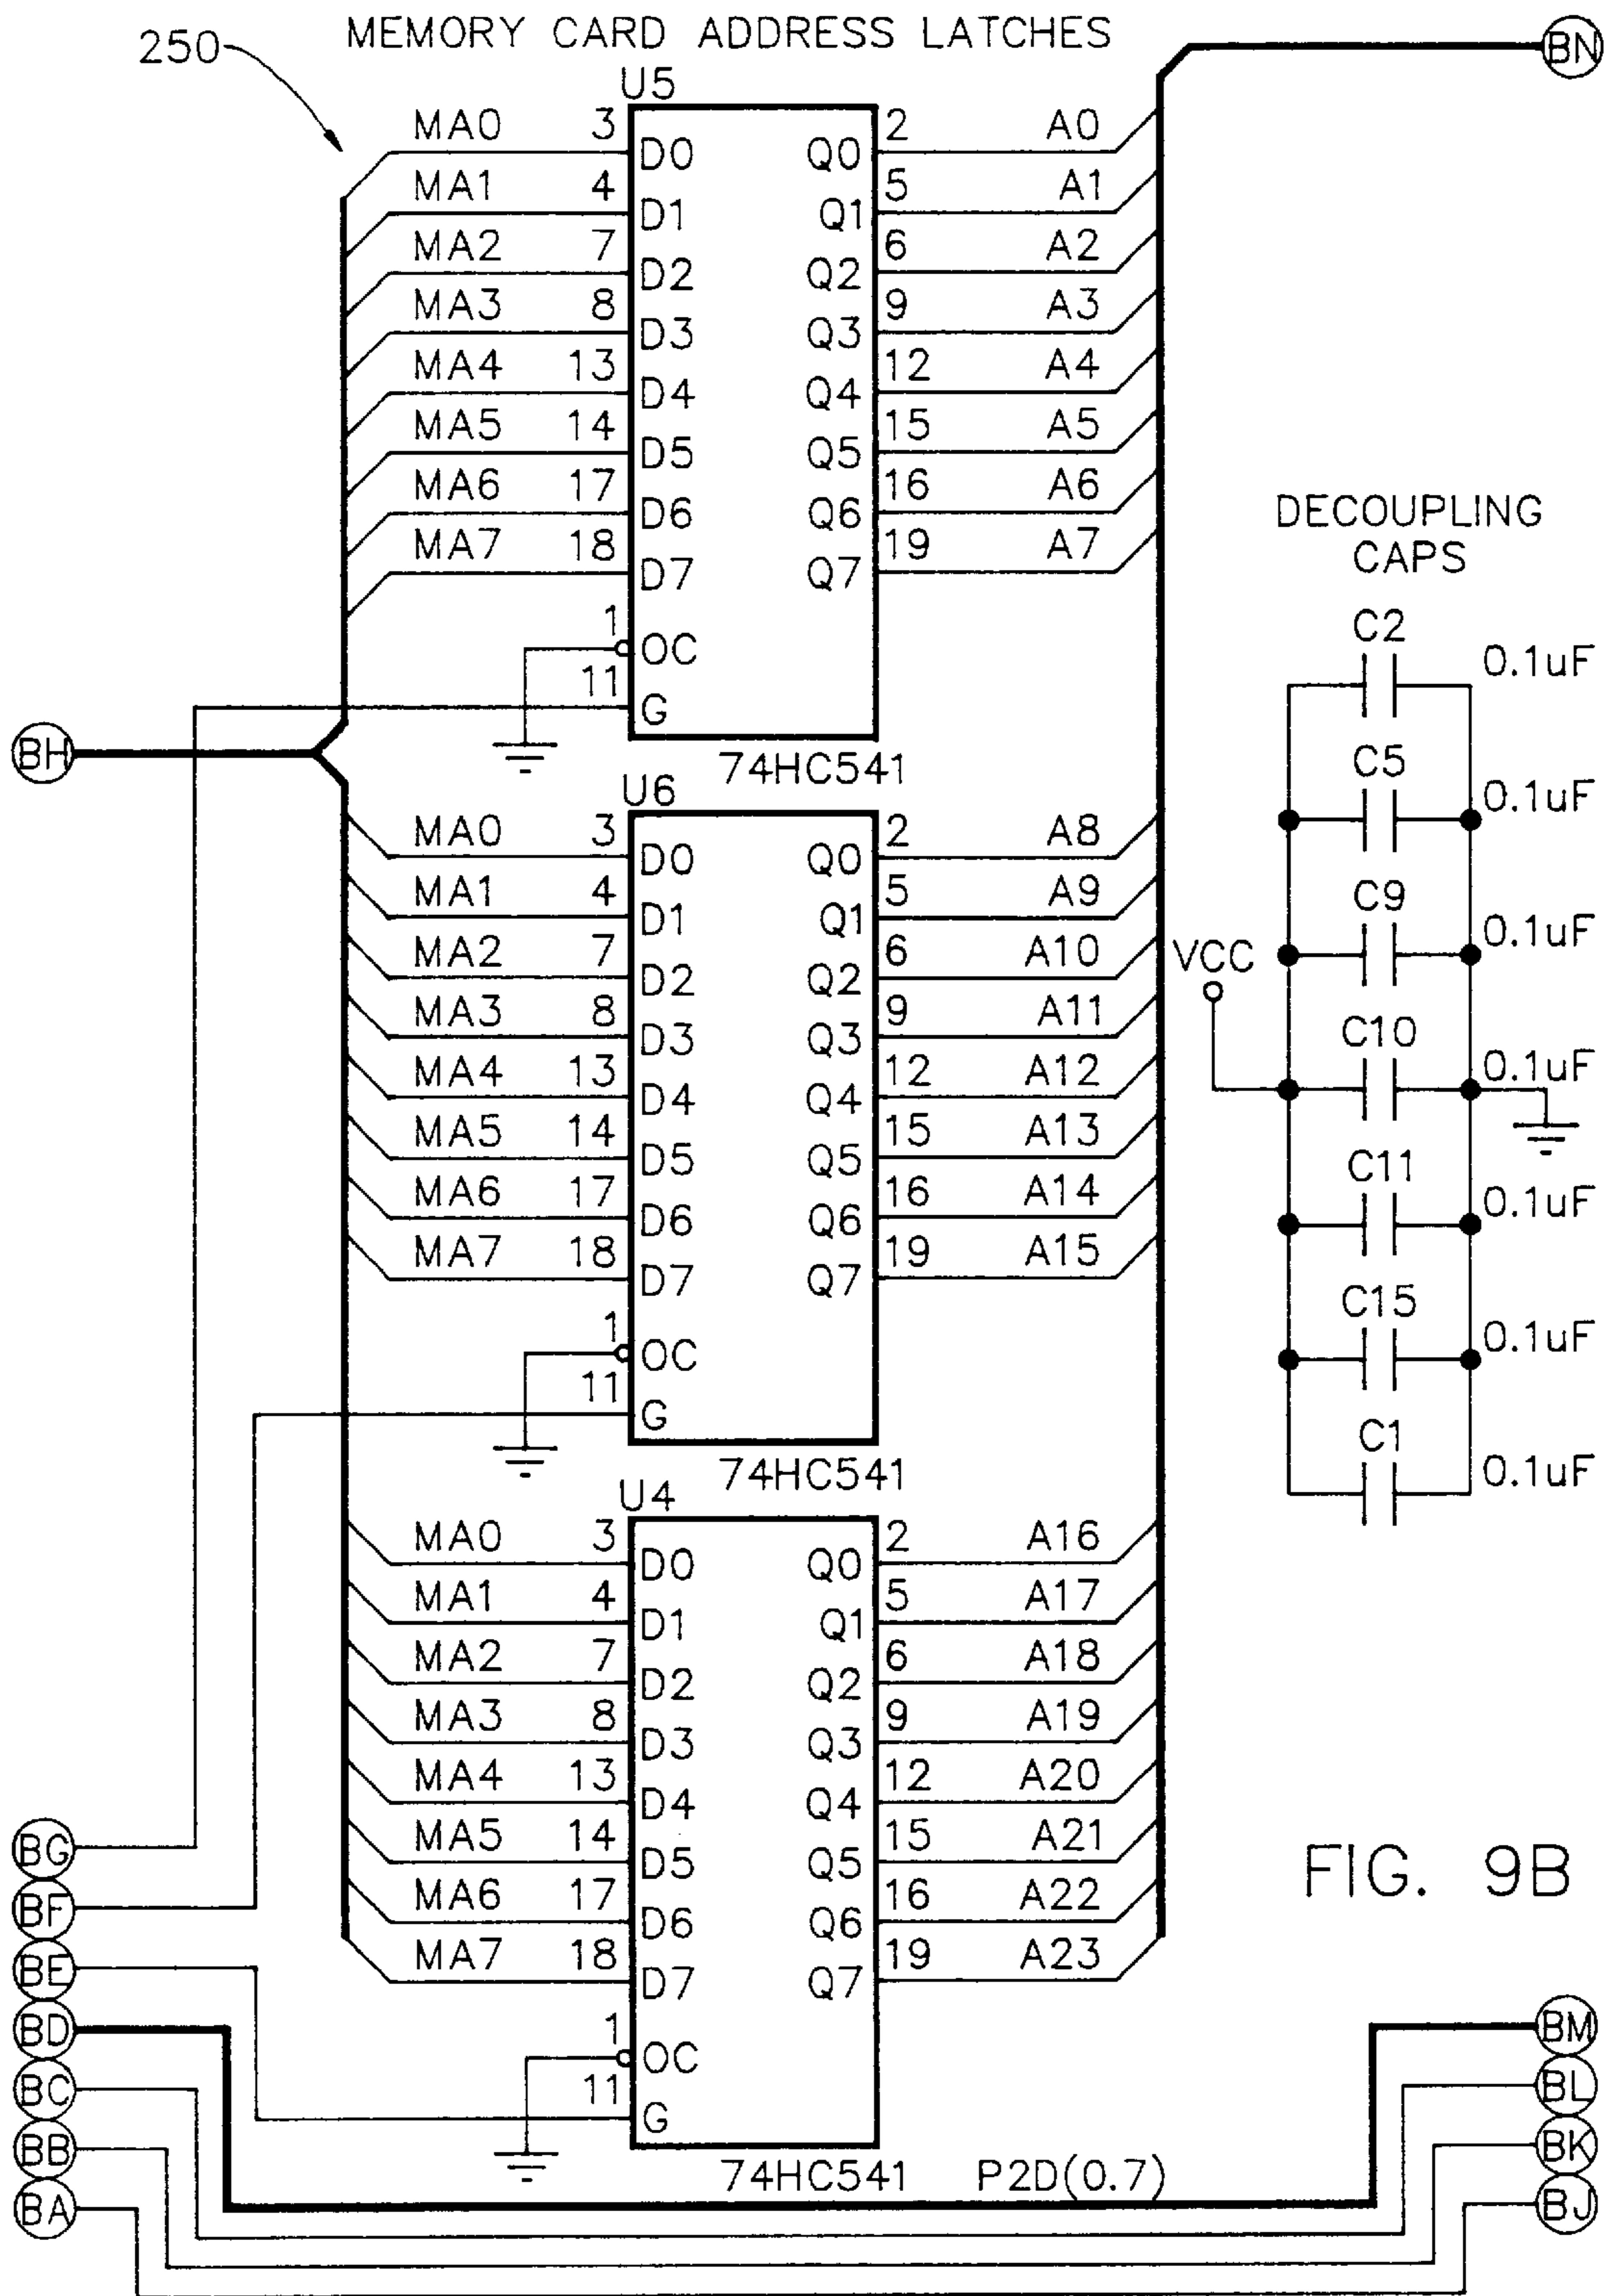 MEMORY CARD ADDRESS LATCHES
250
BN
U5
MA0 3 D0 Q0 2 A0
MA1 4 D1 Q1 5 A1
MA2 7 D2 Q2 6 A2
MA3 8 D3 Q3 9 A3
MA4 13 D4 Q4 12 A4
MA5 14 D5 Q5 15 A5
MA6 17 D6 Q6 16 A6
MA7 18 D7 Q7 19 A7
1 OC
11 G
74HC541
BH
U6
MA0 3 D0 Q0 2 A8
MA1 4 D1 Q1 5 A9
MA2 7 D2 Q2 6 A10
MA3 8 D3 Q3 9 A11
MA4 13 D4 Q4 12 A12
MA5 14 D5 Q5 15 A13
MA6 17 D6 Q6 16 A14
MA7 18 D7 Q7 19 A15
1 OC
11 G
74HC541
U4
MA0 3 D0 Q0 2 A16
MA1 4 D1 Q1 5 A17
MA2 7 D2 Q2 6 A18
MA3 8 D3 Q3 9 A19
MA4 13 D4 Q4 12 A20
MA5 14 D5 Q5 15 A21
MA6 17 D6 Q6 16 A22
MA7 18 D7 Q7 19 A23
1 OC
11 G
74HC541
P2D(0.7)
DECOUPLING
CAPS
C2 0.1uF
C5 0.1uF
C9 0.1uF
VCC
C10 0.1uF
C11 0.1uF
C15 0.1uF
C1 0.1uF
FIG. 9B
BG
BF
BE
BD
BC
BB
BA
BM
BL
BK
BJ